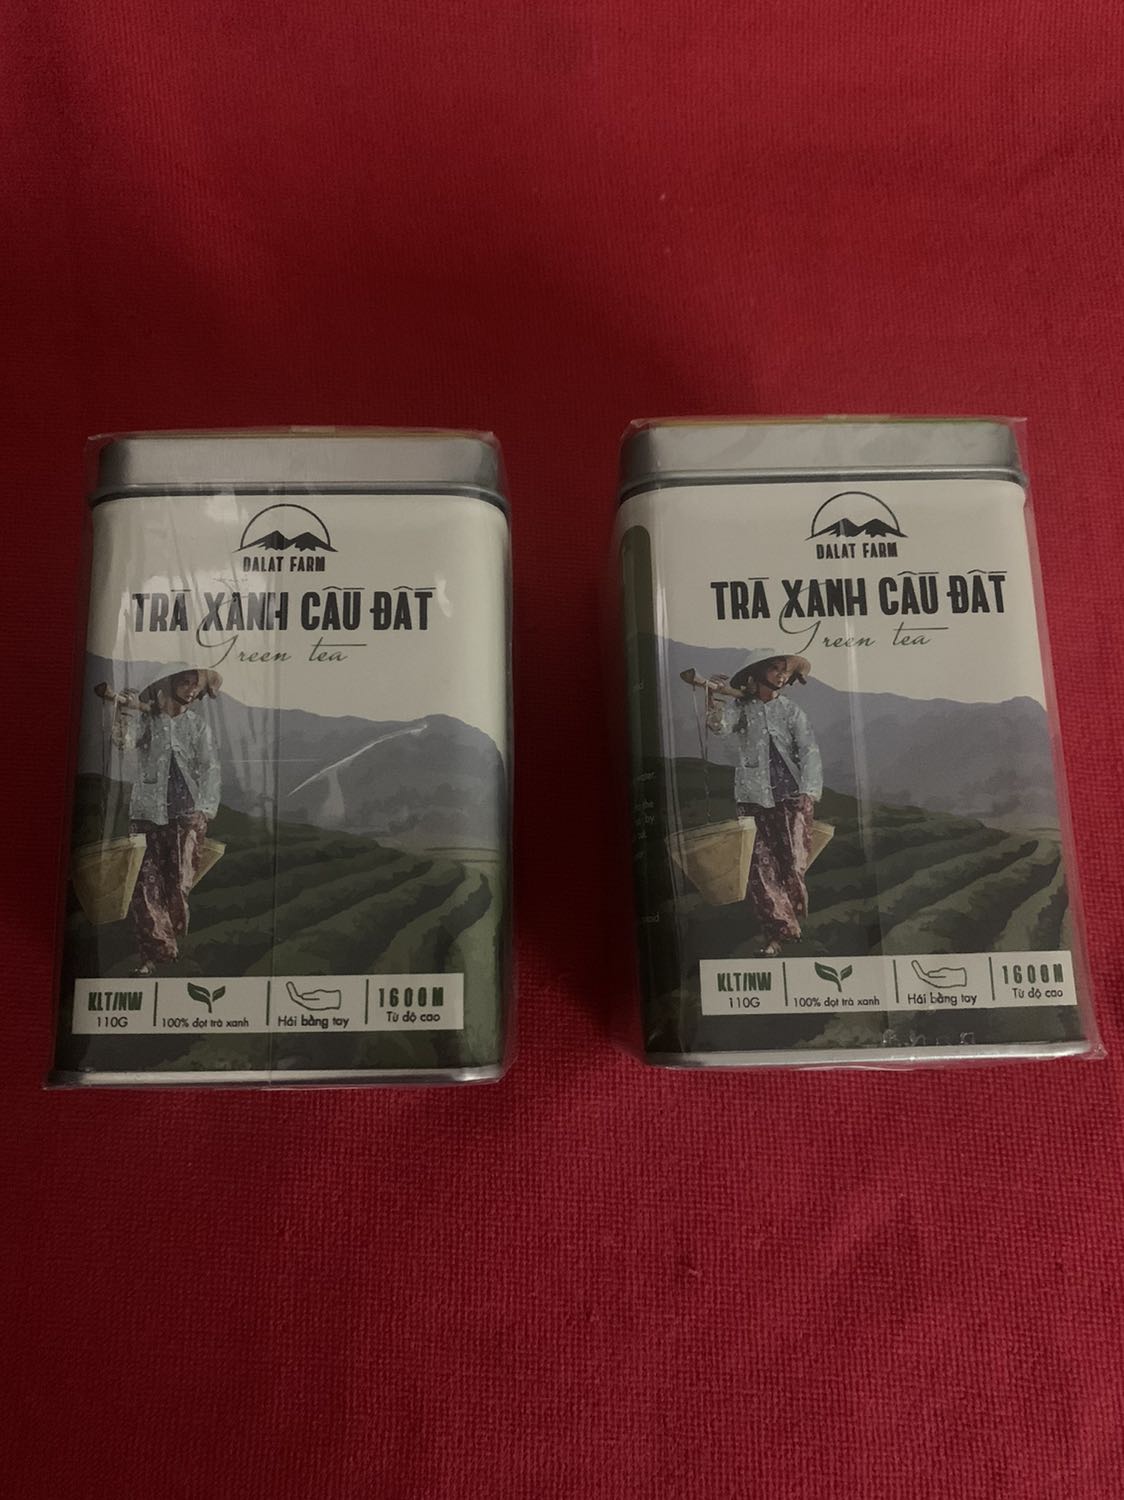 DALAT FARM
TRÀ XANH CẦU ĐẤT
Green tea
KLT/NW
110G
100% đọt trà xanh
Hái bằng tay
1600M
Từ độ cao
DALAT FARM
TRÀ XANH CẦU ĐẤT
Green tea
KLT/NW
110G
100% đọt trà xanh
Hái bằng tay
1600M
Từ độ cao